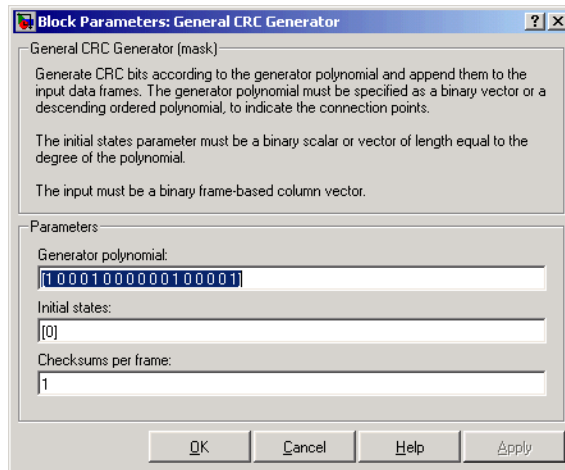 Block Parameters: General CRC Generator
General CRC Generator (mask)
Generate CRC bits according to the generator polynomial and append them to the
input data frames. The generator polynomial must be specified as a binary vector or a
descending ordered polynomial, to indicate the connection points.
The initial states parameter must be a binary scalar or vector of length equal to the
degree of the polynomial.
The input must be a binary frame-based column vector.
Parameters
Generator polynomial:
[1 0 0 0 1 0 0 0 0 0 0 1 0 0 0 0 1]
Initial states:
[0]
Checksums per frame:
1
OK Cancel Help Apply